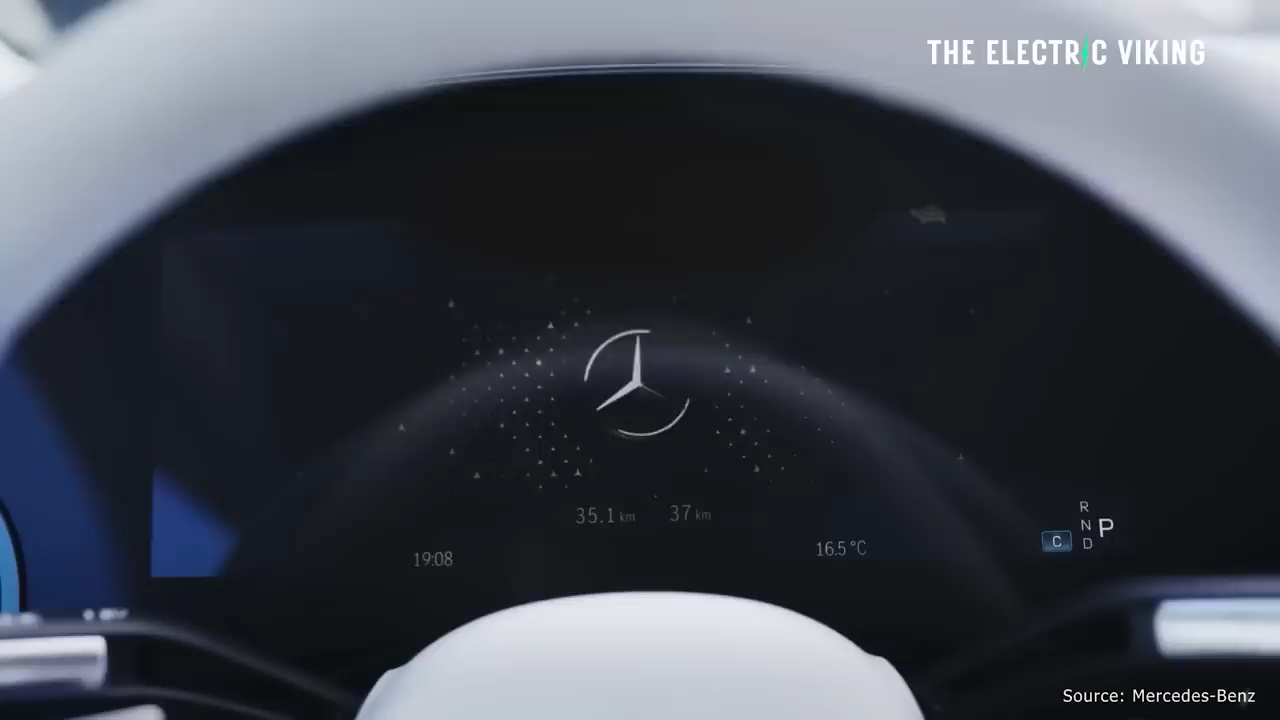 THE ELECTRIC VIKING
35.1 km 37 km
19:08
16.5 °C
R
N
D
P
C
Source: Mercedes-Benz